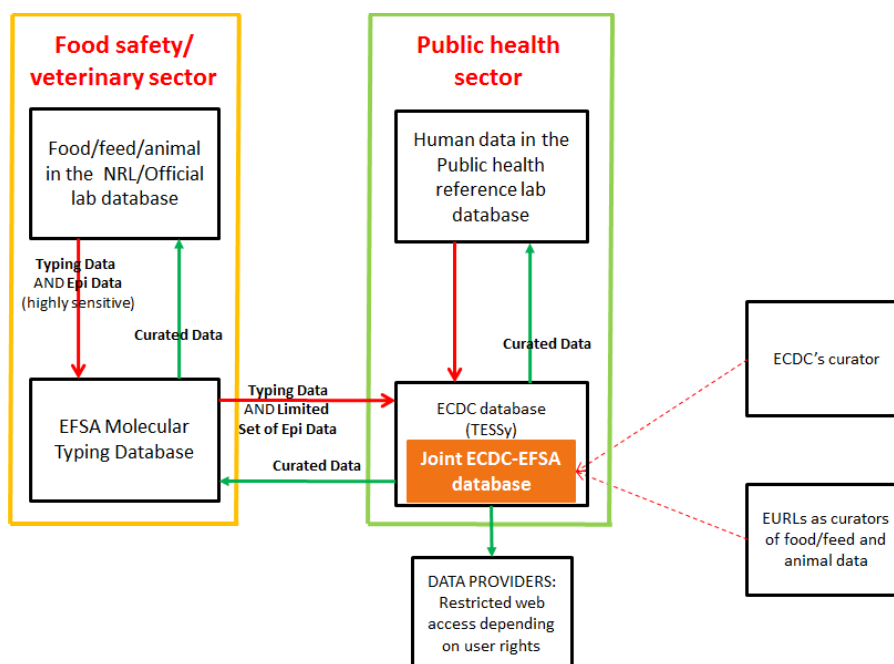 Food safety/
veterinary sector
Public health
sector
Food/feed/animal
in the NRL/Official
lab database
Human data in the
Public health
reference lab
database
Typing Data
AND Epi Data
(highly sensitive)
Curated Data
Curated Data
EFSA Molecular
Typing Database
Typing Data
AND Limited
Set of Epi Data
Curated Data
ECDC database
(TESSy)
Joint ECDC-EFSA
database
ECDC's curator
EURLs as curators
of food/feed and
animal data
DATA PROVIDERS:
Restricted web
access depending
on user rights